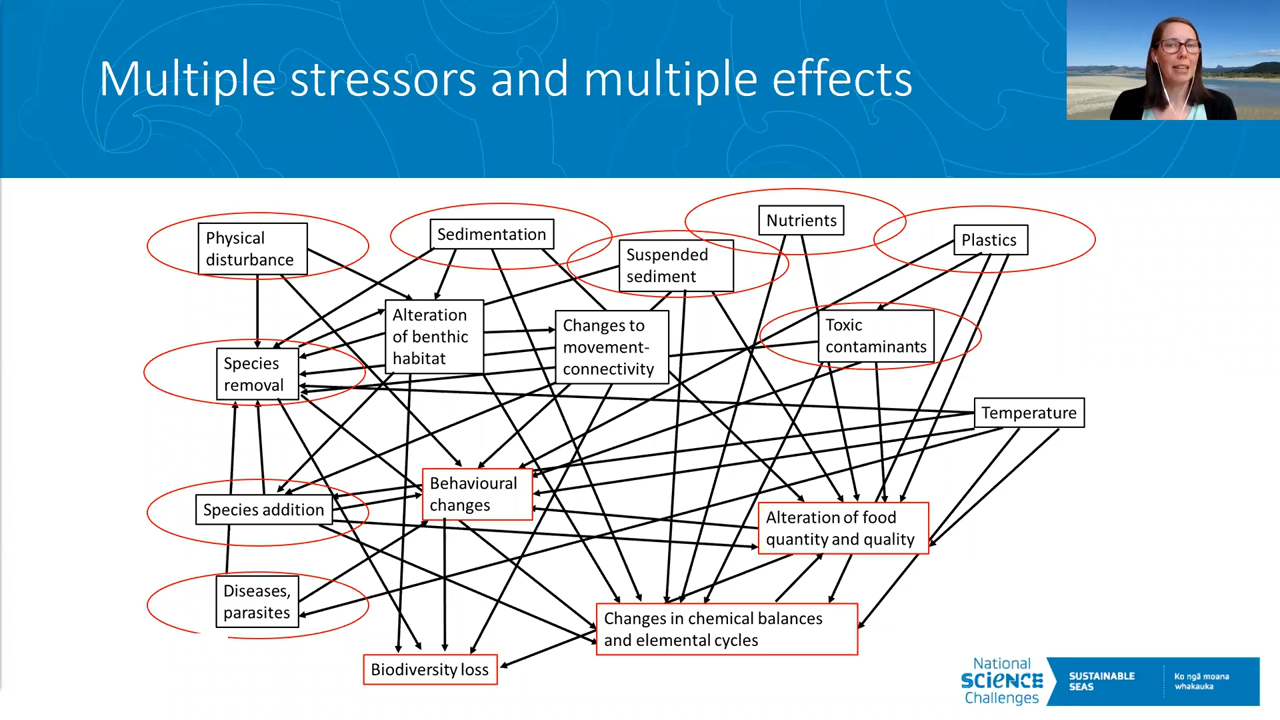 Multiple stressors and multiple effects
Physical
disturbance
Sedimentation
Suspended
sediment
Nutrients
Plastics
Alteration
of benthic
habitat
Changes to
movement-
connectivity
Toxic
contaminants
Species
removal
Temperature
Species addition
Behavioural
changes
Alteration of food
quantity and quality
Diseases,
parasites
Changes in chemical balances
and elemental cycles
Biodiversity loss
National
SCIENCE
Challenges
SUSTAINABLE
SEAS
Ko ngā moana
whakauka